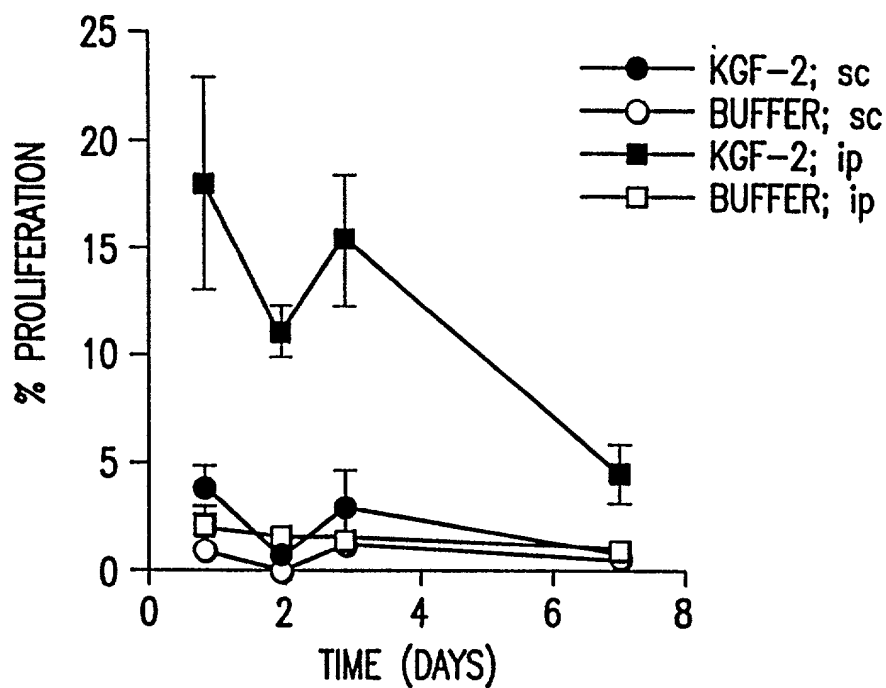 25
20
15
10
5
0
% PROLIFERATION
0 2 4 6 8
TIME (DAYS)
KGF-2; sc
BUFFER; sc
KGF-2; ip
BUFFER; ip